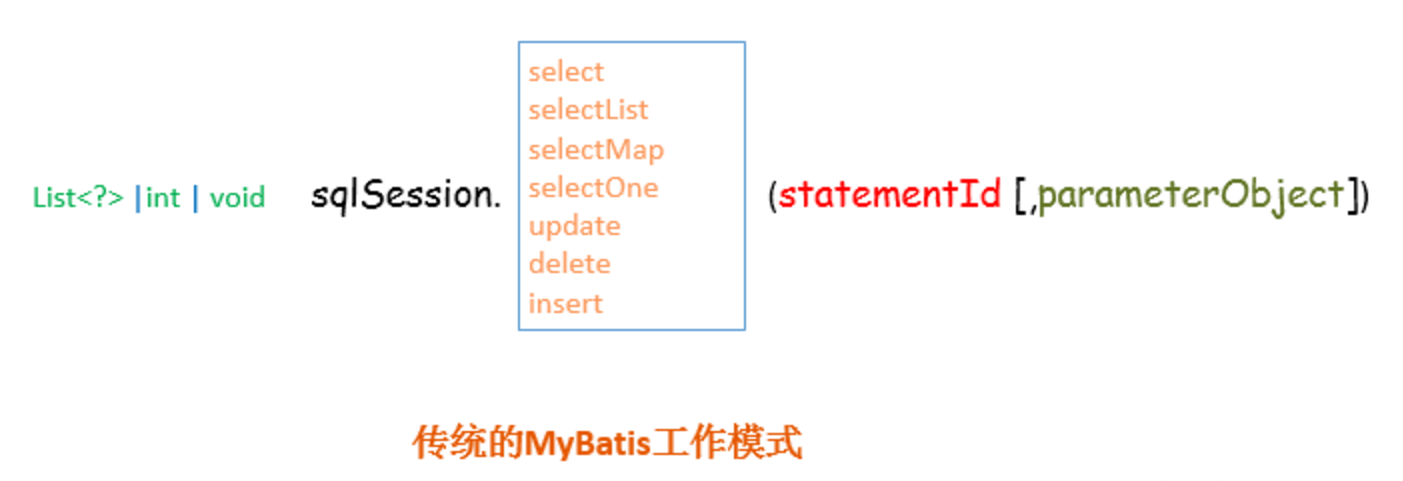 select
selectList
selectMap
List<?> |int | void sqlSession. selectOne (statementId [,parameterObject])
update
delete
insert
传统的MyBatis工作模式